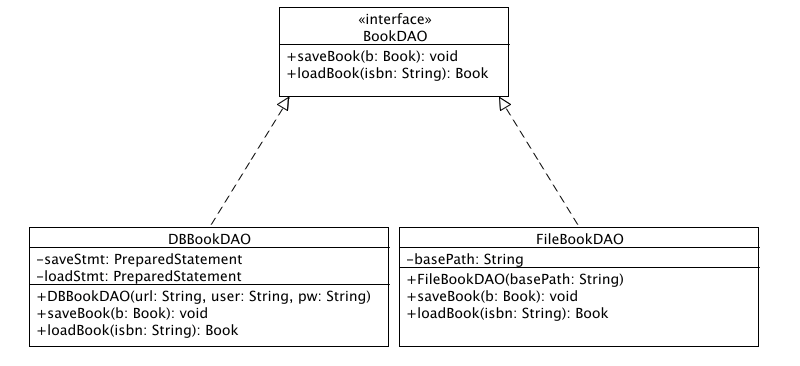 «interface»
BookDAO
+saveBook(b: Book): void
+loadBook(isbn: String): Book
DBBookDAO
-saveStmt: PreparedStatement
-loadStmt: PreparedStatement
+DBBookDAO(url: String, user: String, pw: String)
+saveBook(b: Book): void
+loadBook(isbn: String): Book
FileBookDAO
-basePath: String
+FileBookDAO(basePath: String)
+saveBook(b: Book): void
+loadBook(isbn: String): Book